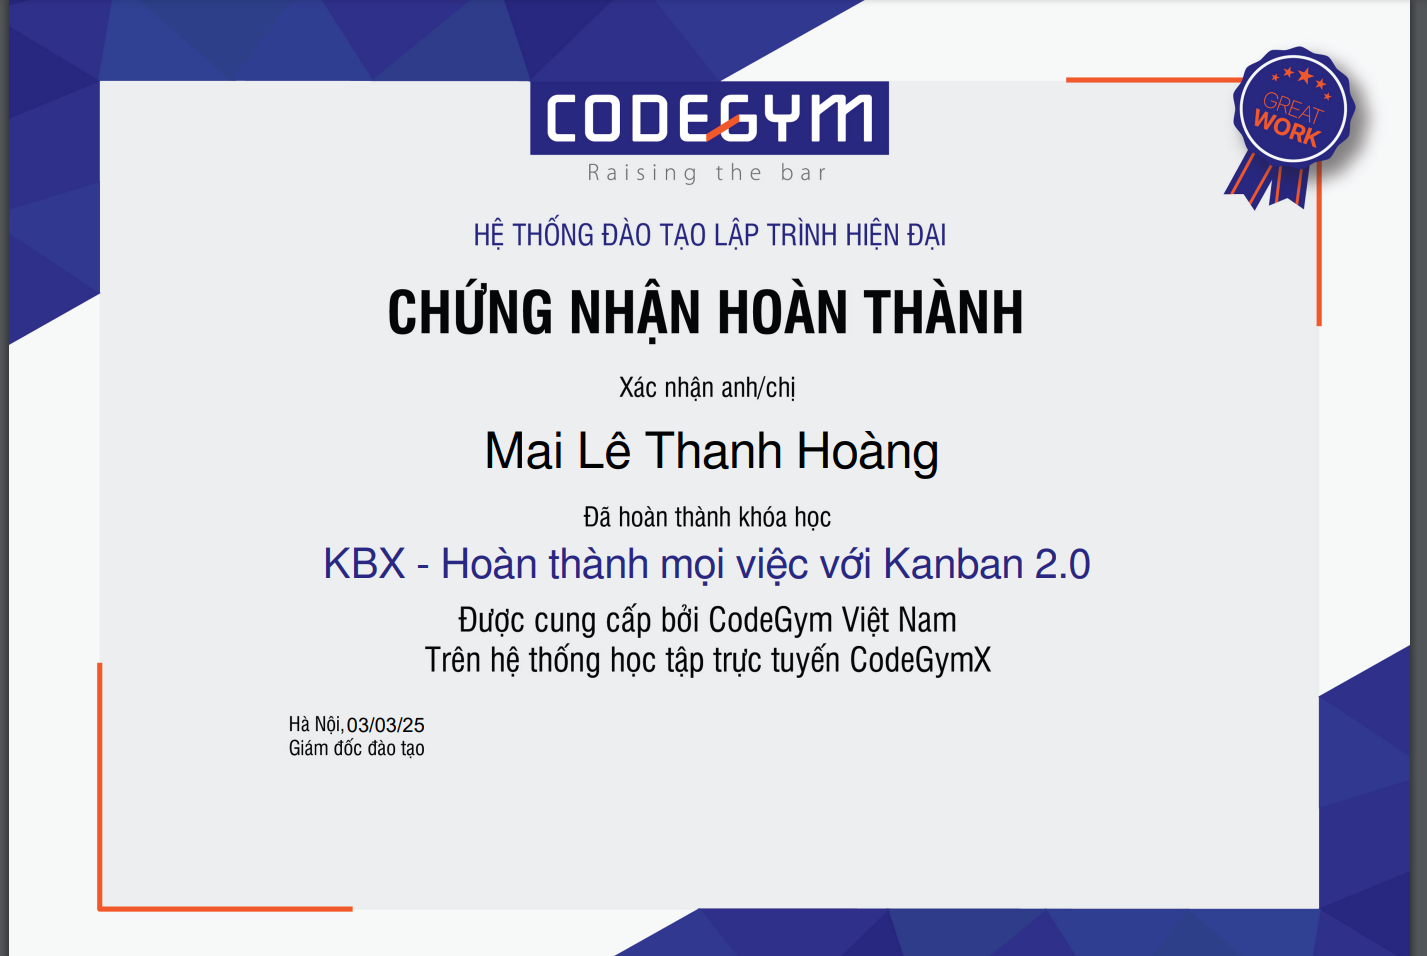 CODEGYM
Raising the bar
GREAT
WORK
HỆ THỐNG ĐÀO TẠO LẬP TRÌNH HIỆN ĐẠI
CHỨNG NHẬN HOÀN THÀNH
Xác nhận anh/chị
Mai Lê Thanh Hoàng
Đã hoàn thành khóa học
KBX - Hoàn thành mọi việc với Kanban 2.0
Được cung cấp bởi CodeGym Việt Nam
Trên hệ thống học tập trực tuyến CodeGymX
Hà Nội, 03/03/25
Giám đốc đào tạo